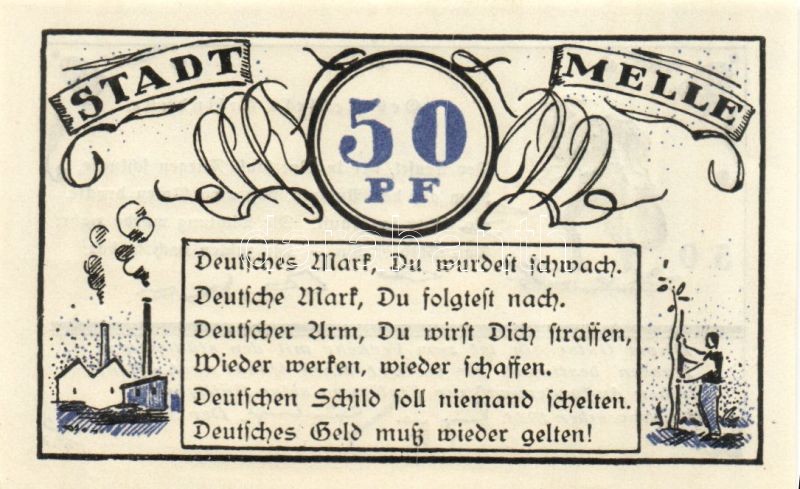 STADT MELLE
50
PF
Deutsches Mark, Du wurdest schwach.
Deutsche Mark, Du folgtest nach.
Deutscher Arm, Du wirst Dich straffen,
Wieder werken, wieder schaffen.
Deutschen Schild soll niemand schelten.
Deutsches Geld muß wieder gelten!